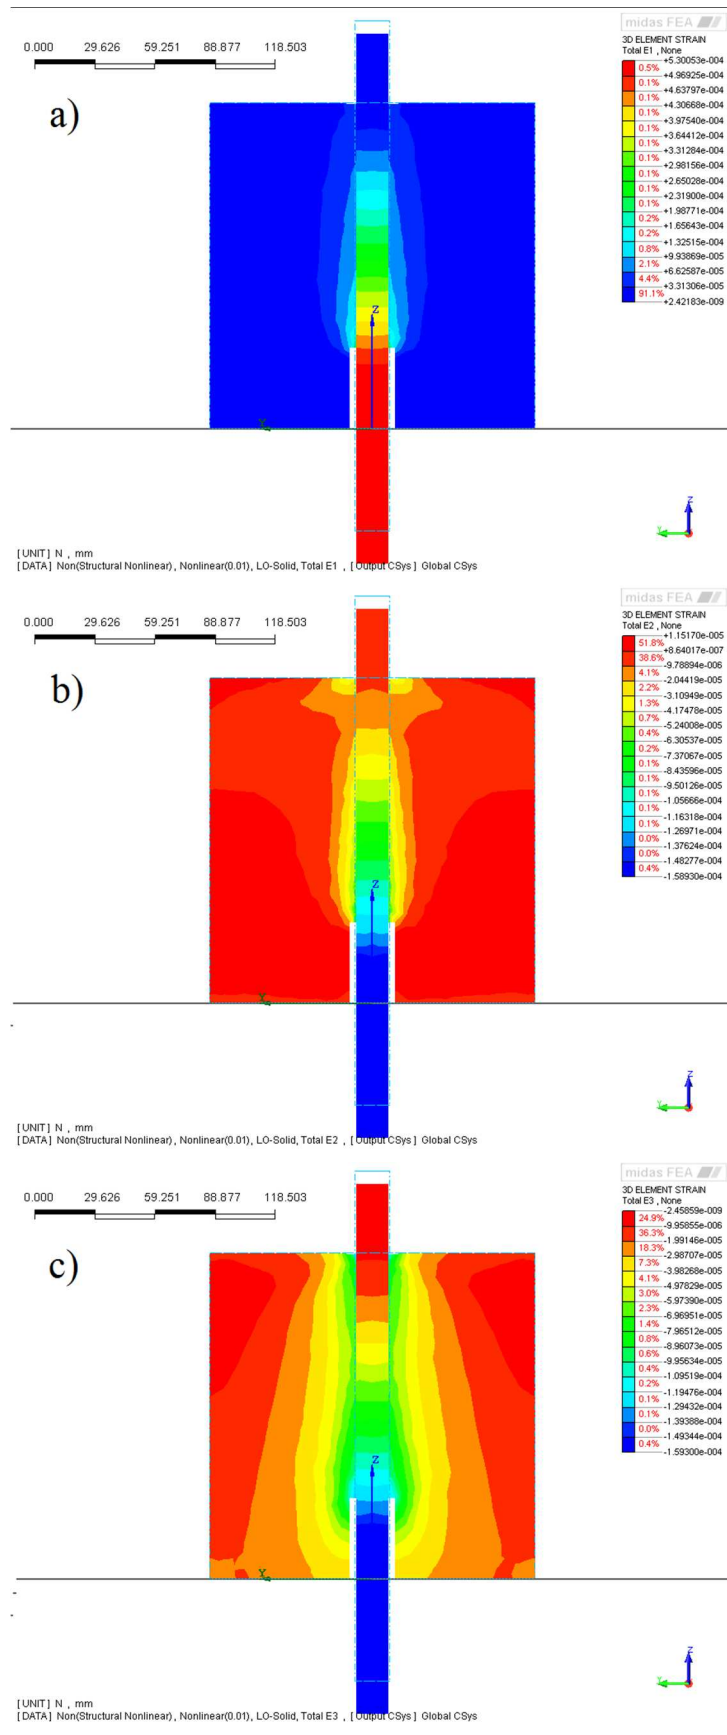 midas FEA
0.000 29.626 59.251 88.877 118.503
3D ELEMENT STRAIN
Total E1 , None
a)
+5.30053e-004
0.5%
+4.96925e-004
0.1%
+4.63797e-004
0.1%
+4.30668e-004
0.1%
+3.97540e-004
0.1%
+3.64412e-004
0.1%
+3.31284e-004
0.1%
+2.98156e-004
0.1%
+2.65028e-004
0.1%
+2.31900e-004
0.1%
+1.98771e-004
0.2%
+1.65643e-004
0.2%
+1.32515e-004
0.8%
+9.93869e-005
2.1%
+6.62587e-005
4.4%
+3.31306e-005
91.1%
+2.42183e-009
Z
Y
Z
Y
[UNIT] N , mm
[DATA] Non(Structural Nonlinear) , Nonlinear(0.01) , LO-Solid, Total E1 , [Output CSys] Global CSys
midas FEA
0.000 29.626 59.251 88.877 118.503
3D ELEMENT STRAIN
Total E2 , None
b)
+1.15170e-005
51.8%
+8.64017e-007
38.6%
-9.78894e-006
4.1%
-2.04419e-005
2.2%
-3.10949e-005
1.3%
-4.17478e-005
0.7%
-5.24008e-005
0.4%
-6.30537e-005
0.2%
-7.37067e-005
0.1%
-8.43596e-005
0.1%
-9.50126e-005
0.1%
-1.05666e-004
0.1%
-1.16318e-004
0.1%
-1.26971e-004
0.0%
-1.37624e-004
0.0%
-1.48277e-004
0.4%
-1.58930e-004
Z
Y
Z
Y
[UNIT] N , mm
[DATA] Non(Structural Nonlinear) , Nonlinear(0.01) , LO-Solid, Total E2 , [Output CSys] Global CSys
midas FEA
0.000 29.626 59.251 88.877 118.503
3D ELEMENT STRAIN
Total E3 , None
c)
-2.45859e-009
24.9%
-9.95855e-006
36.3%
-1.99146e-005
18.3%
-2.98707e-005
7.3%
-3.98268e-005
4.1%
-4.97829e-005
3.0%
-5.97390e-005
2.3%
-6.96951e-005
1.4%
-7.96512e-005
0.8%
-8.96073e-005
0.6%
-9.95634e-005
0.4%
-1.09519e-004
0.2%
-1.19476e-004
0.1%
-1.29432e-004
0.1%
-1.39388e-004
0.0%
-1.49344e-004
0.4%
-1.59300e-004
Z
Y
Z
Y
[UNIT] N , mm
[DATA] Non(Structural Nonlinear) , Nonlinear(0.01) , LO-Solid, Total E3 , [Output CSys] Global CSys